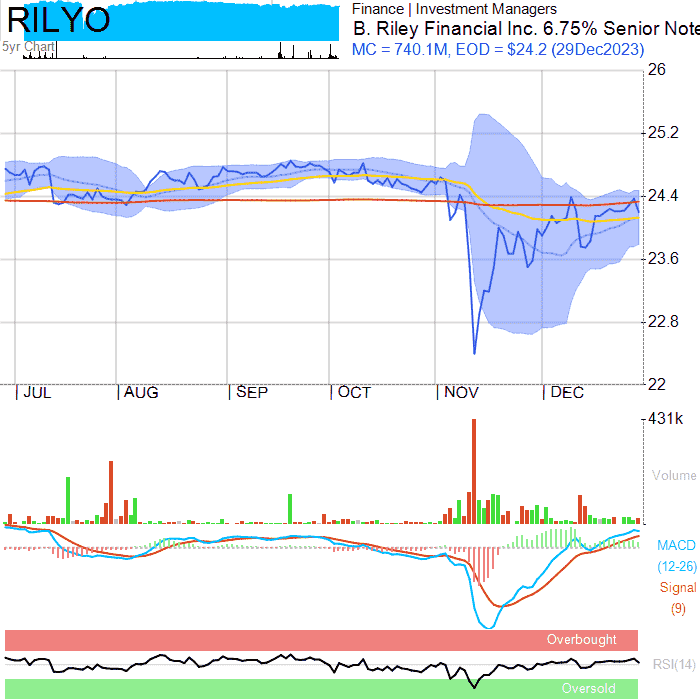 RILYO
5yr Chart
Finance | Investment Managers
B. Riley Financial Inc. 6.75% Senior Note
MC = 740.1M, EOD = $24.2 (29Dec2023)
26
25.2
24.4
23.6
22.8
22
JUL AUG SEP OCT NOV DEC
431k
Volume
MACD
(12-26)
Signal
(9)
Overbought
RSI(14)
Oversold